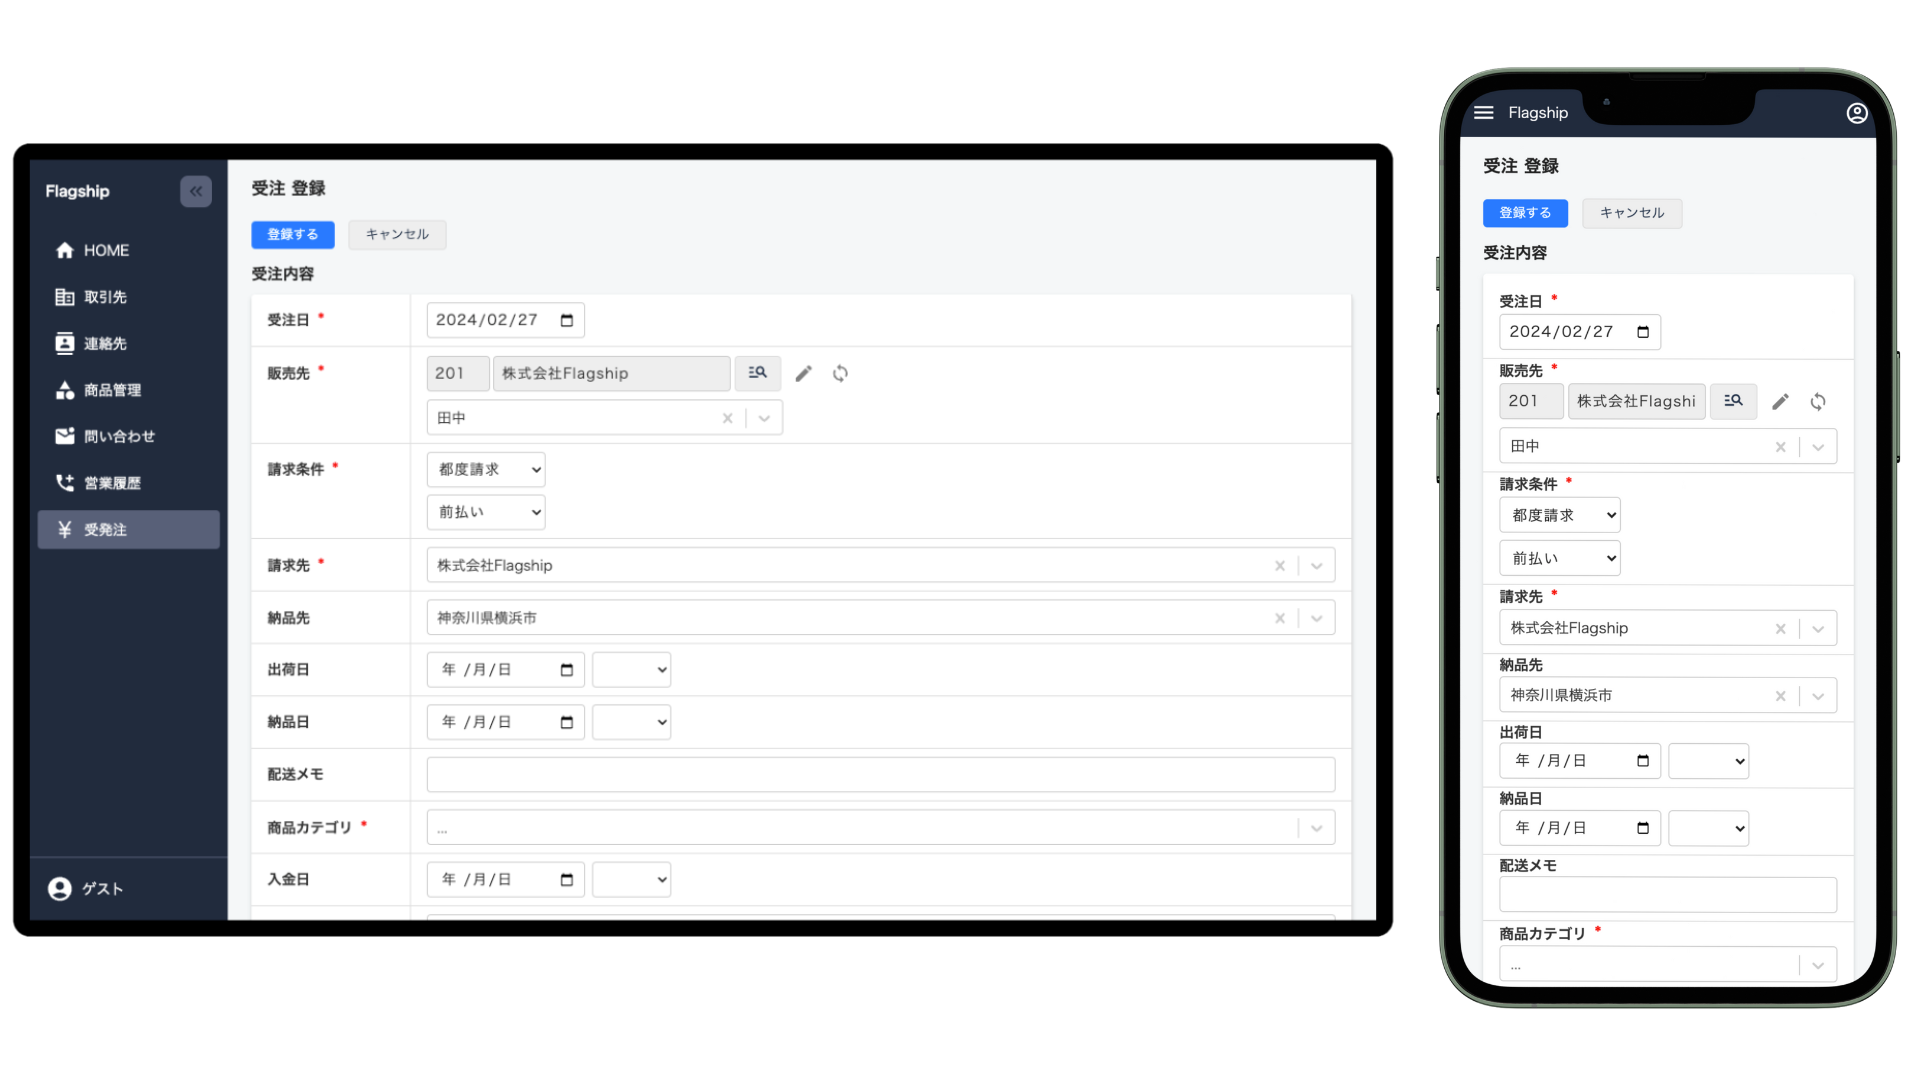 Flagship
HOME
取引先
連絡先
商品管理
問い合わせ
営業履歴
¥ 受発注
ゲスト
受注 登録
登録する キャンセル
受注内容
受注日 * 2024/02/27
販売先 * 201 株式会社Flagship
田中
請求条件 * 都度請求
前払い
請求先 * 株式会社Flagship
納品先 神奈川県横浜市
出荷日 年 /月/日
納品日 年 /月/日
配送メモ
商品カテゴリ * ...
入金日 年 /月/日
Flagship
受注 登録
登録する キャンセル
受注内容
受注日 *
2024/02/27
販売先 *
201 株式会社Flagshi
田中
請求条件 *
都度請求
前払い
請求先 *
株式会社Flagship
納品先
神奈川県横浜市
出荷日
年 /月/日
納品日
年 /月/日
配送メモ
商品カテゴリ *
...